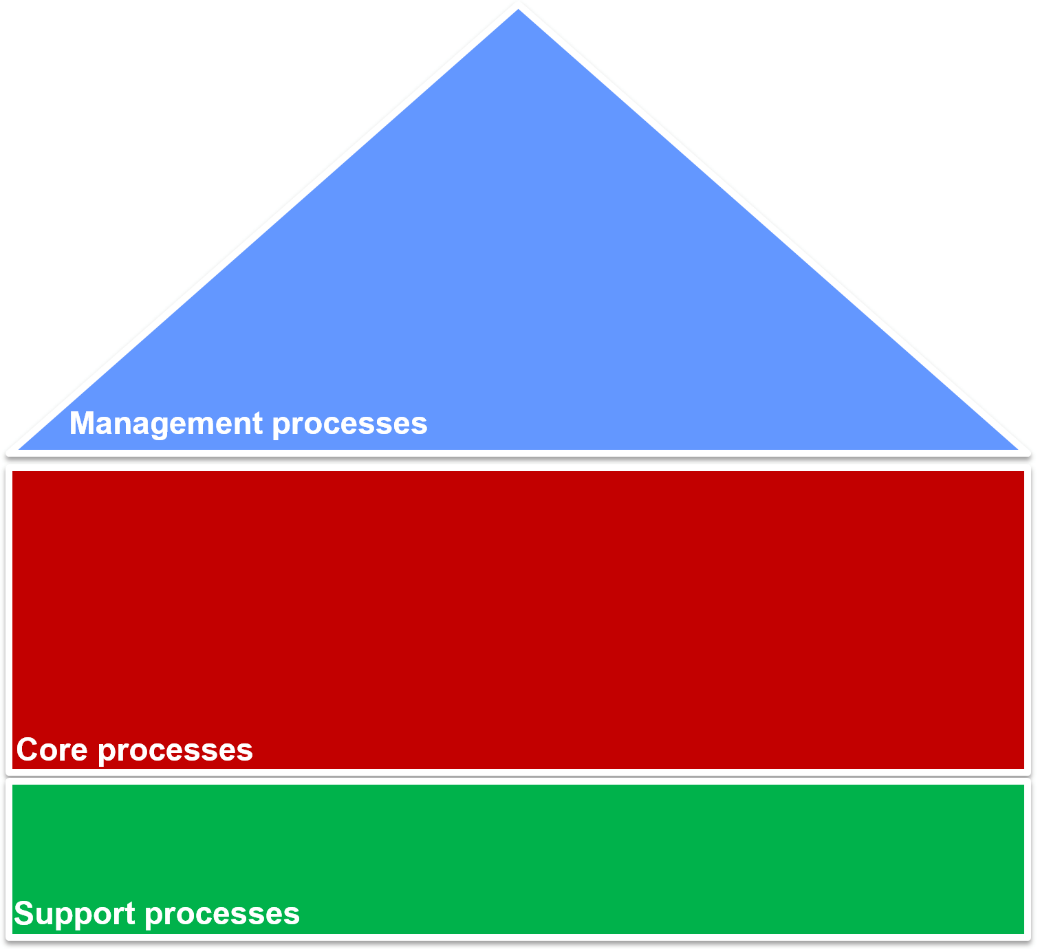 Management processes
Core processes
Support processes